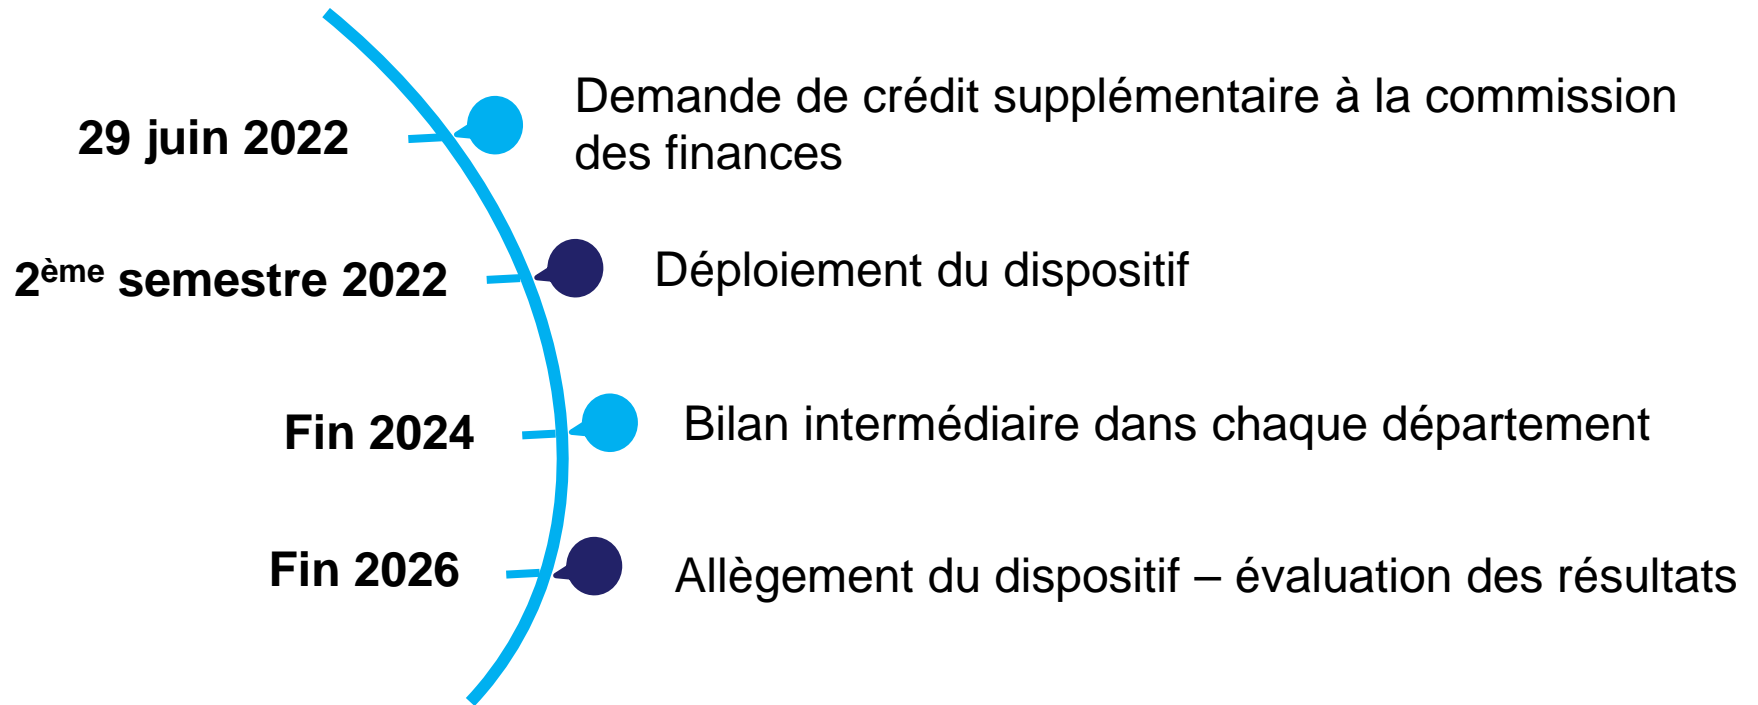 29 juin 2022
Demande de crédit supplémentaire à la commission
des finances
2ème semestre 2022
Déploiement du dispositif
Fin 2024
Bilan intermédiaire dans chaque département
Fin 2026
Allègement du dispositif – évaluation des résultats